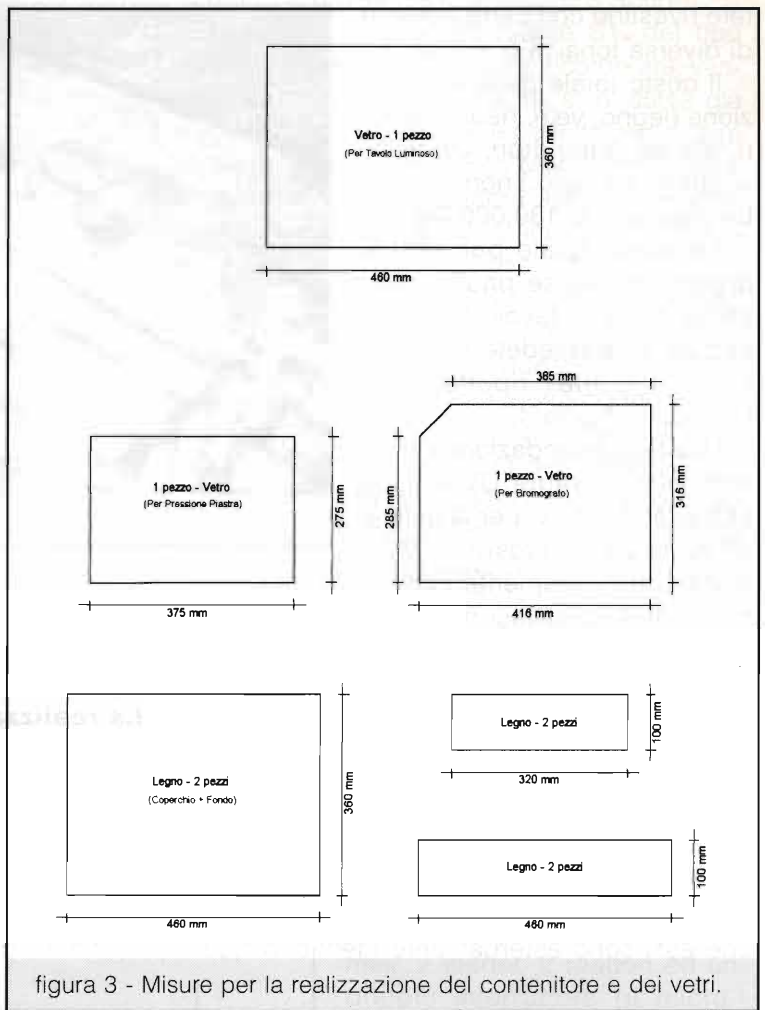 Vetro - 1 pezzo
(Per Tavolo Luminoso)
360 mm
460 mm
385 mm
1 pezzo - Vetro
(Per Pressione Piastra)
275 mm
375 mm
1 pezzo - Vetro
(Per Bromografo)
285 mm
316 mm
416 mm
Legno - 2 pezzi
(Coperchio + Fondo)
360 mm
460 mm
Legno - 2 pezzi
100 mm
320 mm
Legno - 2 pezzi
100 mm
460 mm
figura 3 - Misure per la realizzazione del contenitore e dei vetri.